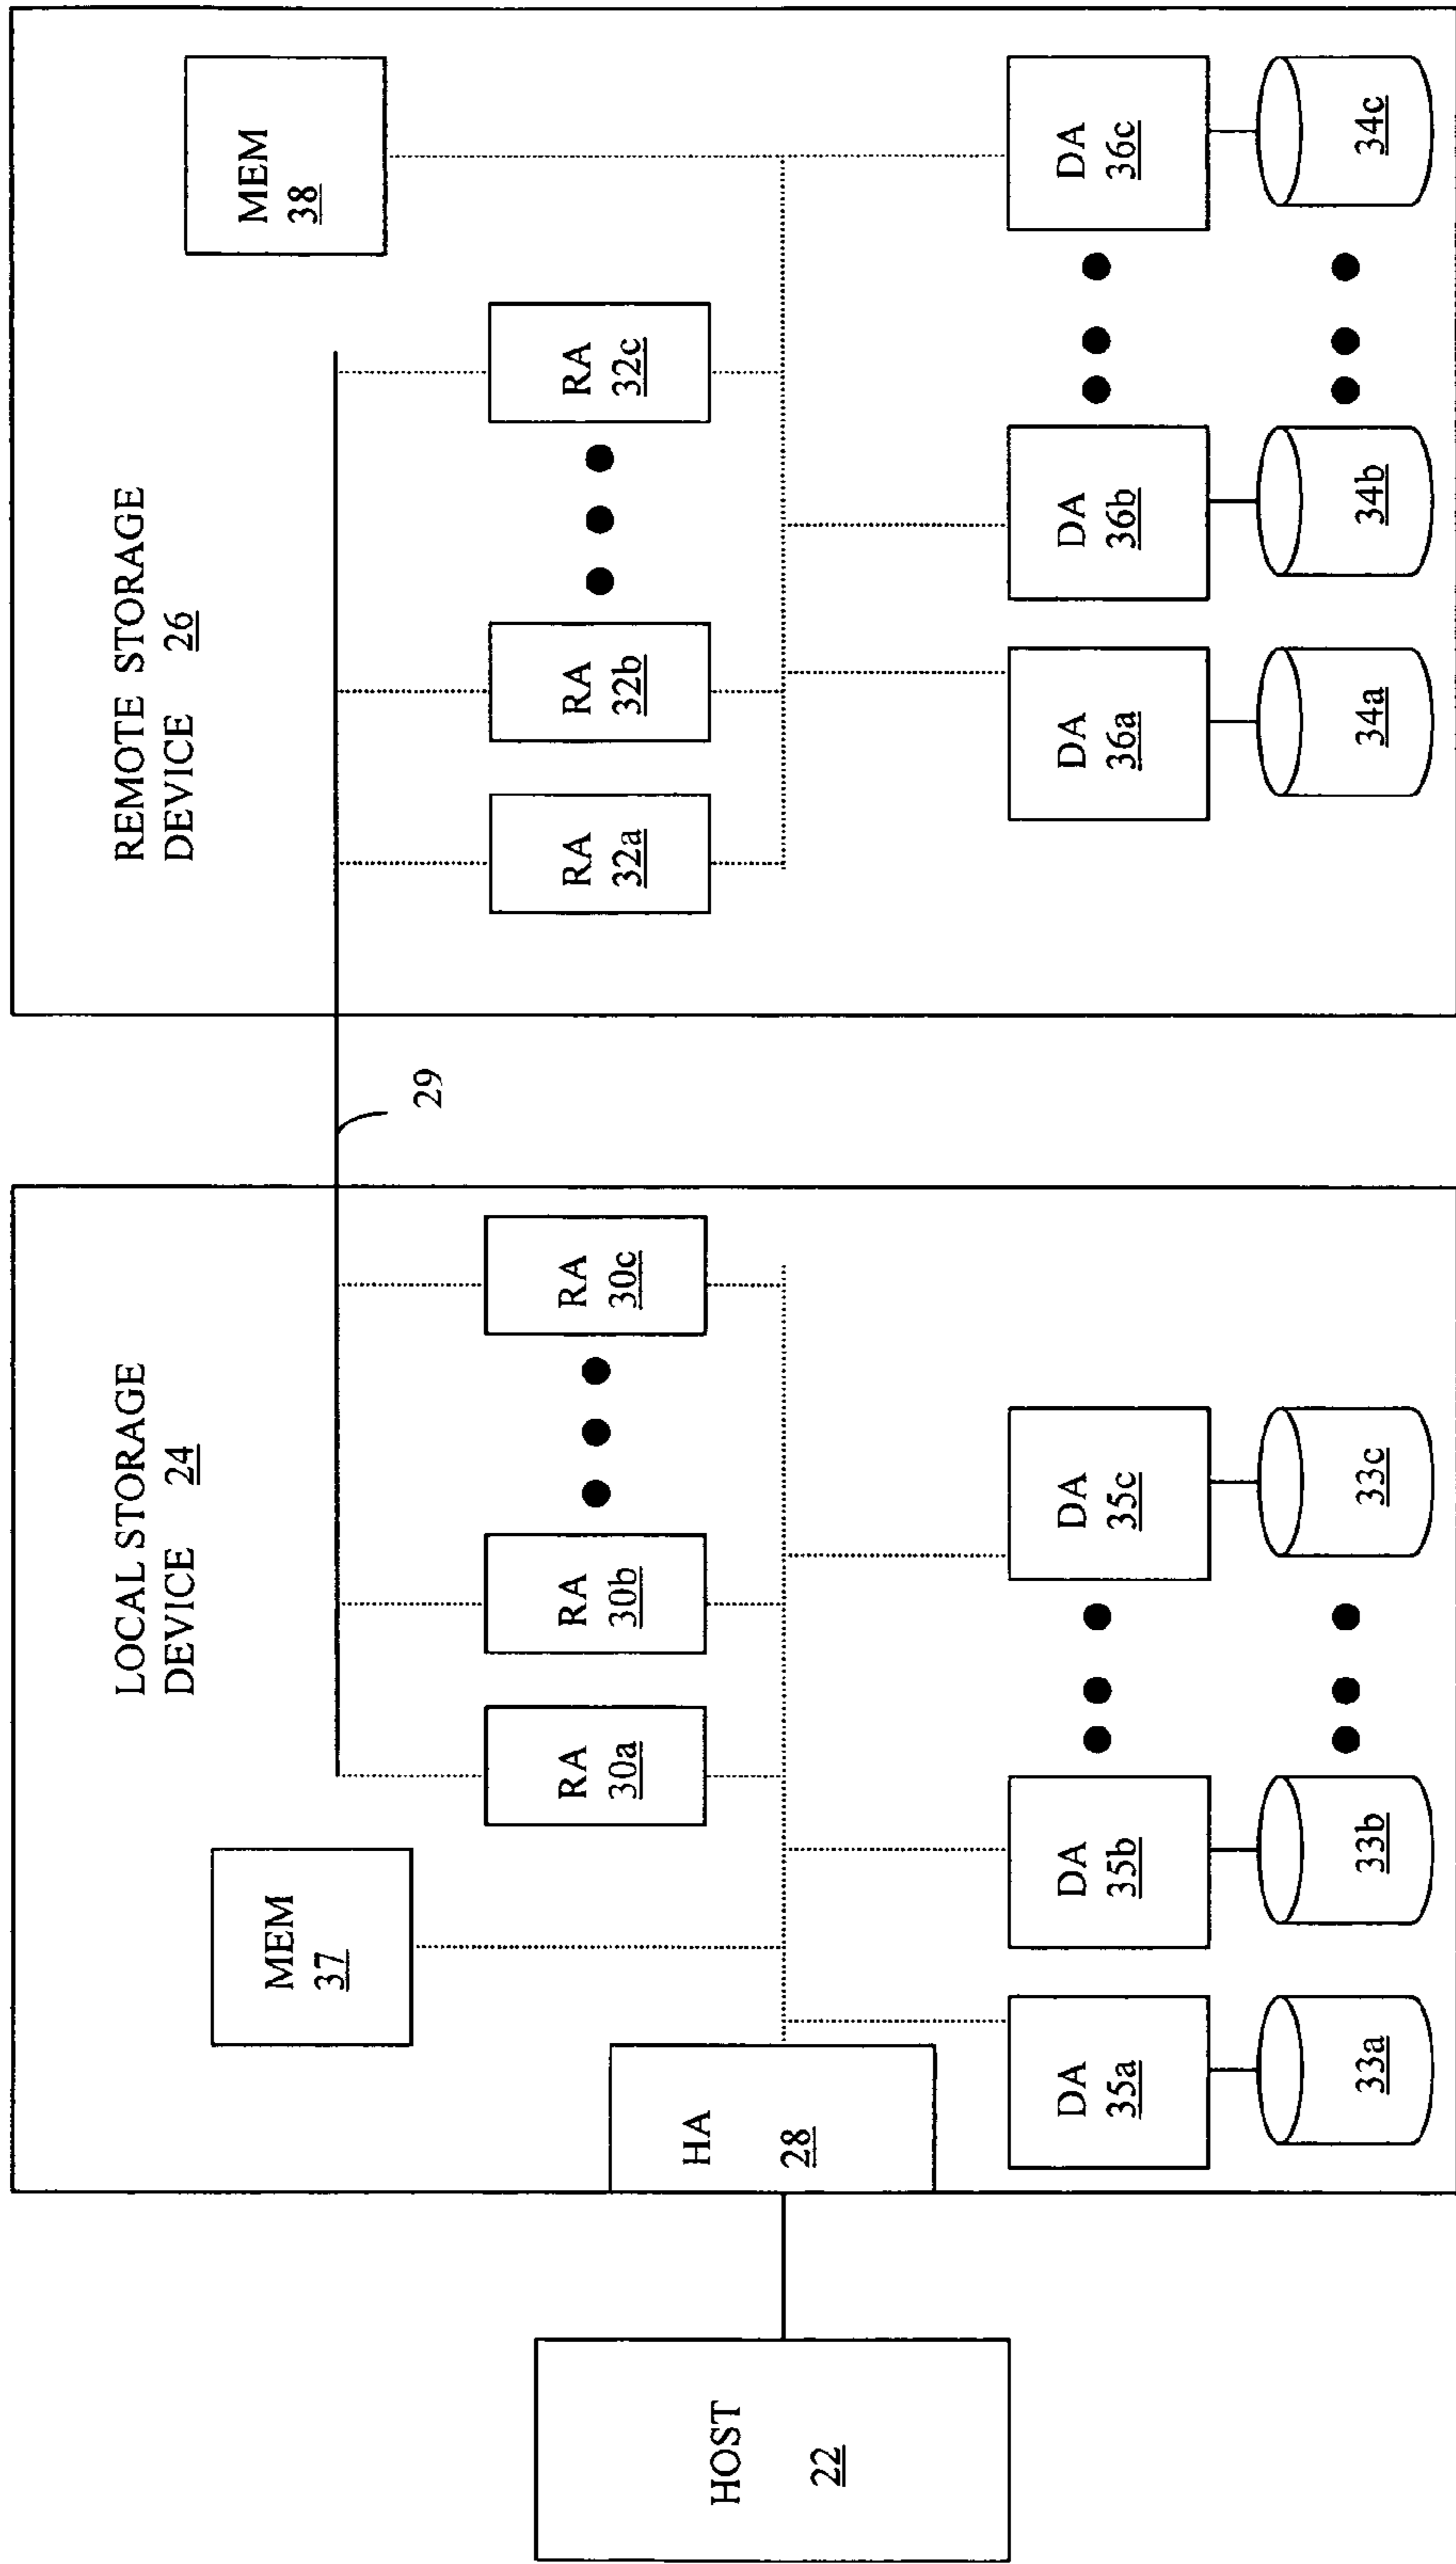 HOST
22
LOCAL STORAGE
DEVICE 24
MEM
37
HA
28
RA
30a
RA
30b
RA
30c
DA
35a
DA
35b
DA
35c
33a
33b
33c
29
REMOTE STORAGE
DEVICE 26
MEM
38
RA
32a
RA
32b
RA
32c
DA
36a
DA
36b
DA
36c
34a
34b
34c